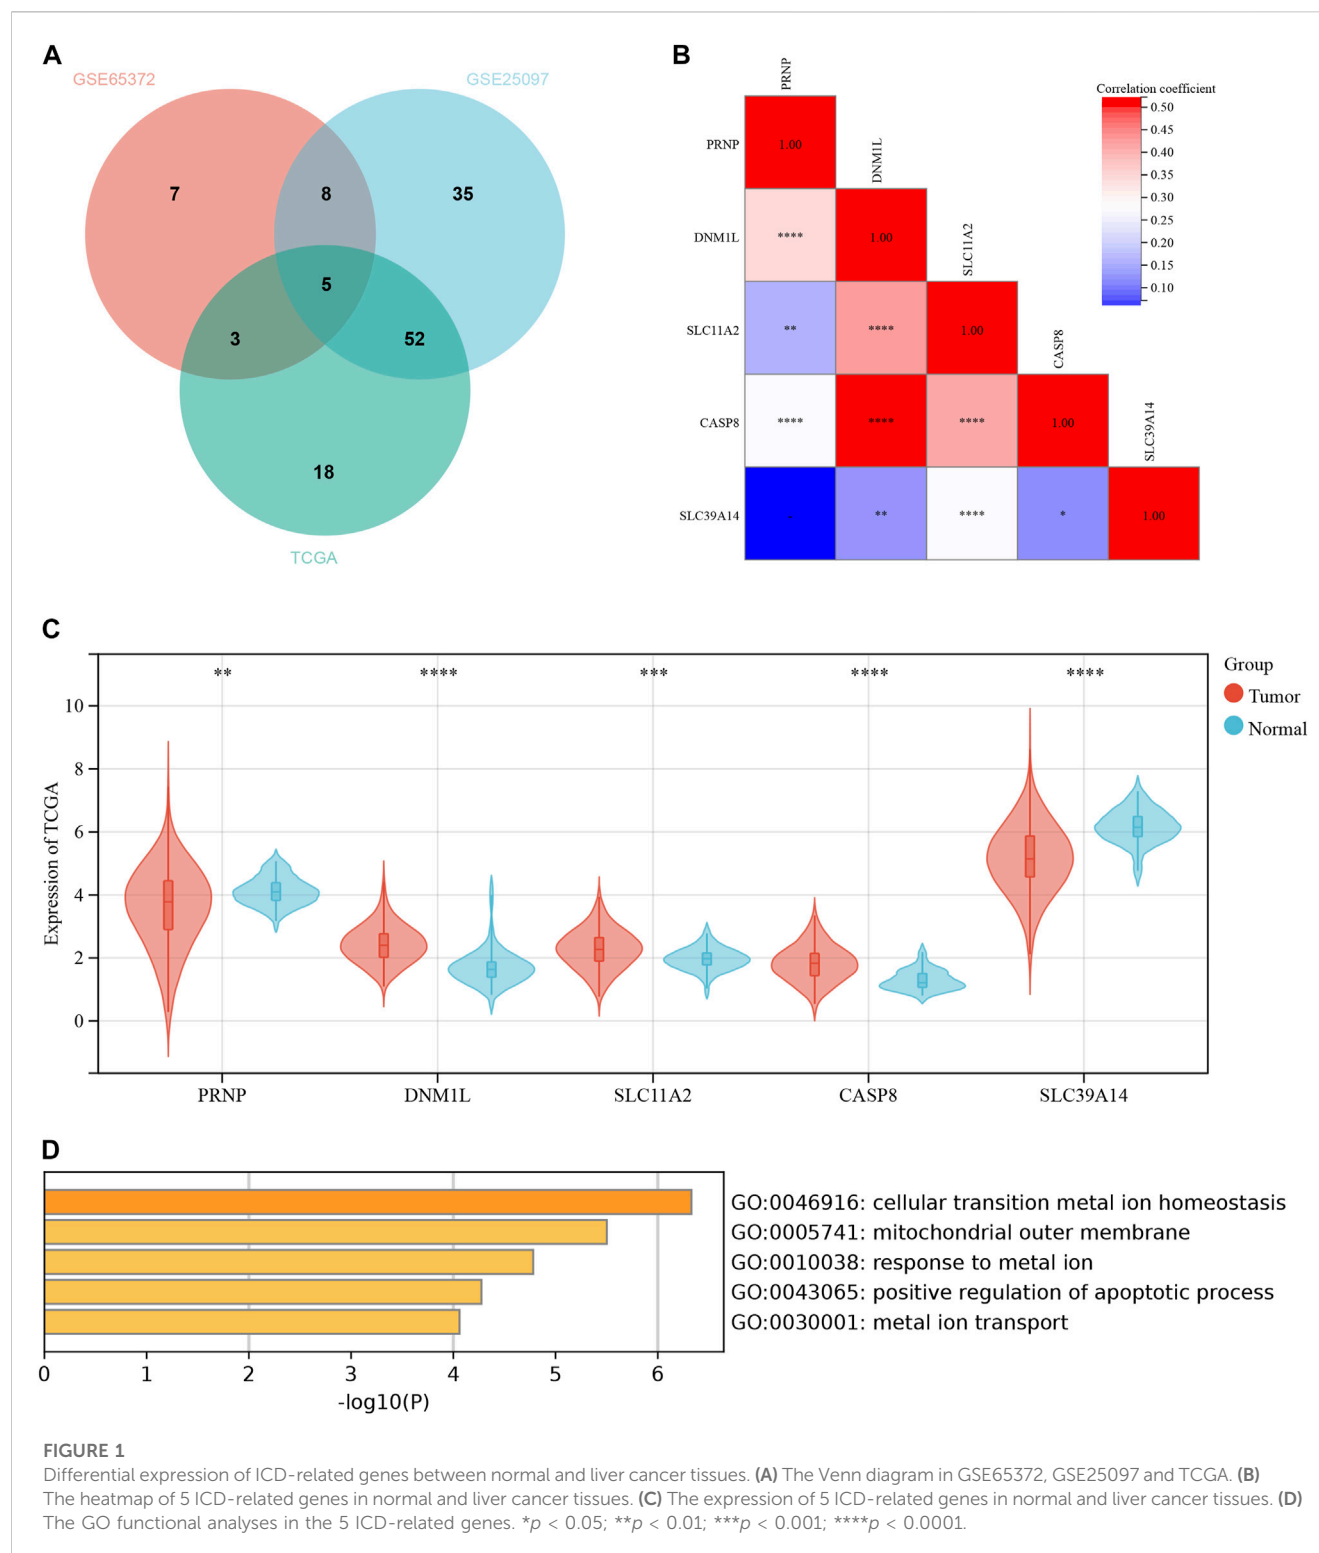 A
GSE65372
GSE25097
7
8
35
5
3
52
18
TCGA
B
PRNP
DNM1L
SLC11A2
CASP8
SLC39A14
Correlation coefficient
0.50
0.45
0.40
0.35
0.30
0.25
0.20
0.15
0.10
PRNP 1.00
DNM1L **** 1.00
SLC11A2 ** **** 1.00
CASP8 **** **** **** 1.00
SLC39A14 - ** **** * 1.00
C
** **** *** **** ****
Expression of TCGA
10
8
6
4
2
0
PRNP DNM1L SLC11A2 CASP8 SLC39A14
Group
Tumor
Normal
D
GO:0046916: cellular transition metal ion homeostasis
GO:0005741: mitochondrial outer membrane
GO:0010038: response to metal ion
GO:0043065: positive regulation of apoptotic process
GO:0030001: metal ion transport
0 1 2 3 4 5 6
-log10(P)
FIGURE 1
Differential expression of ICD-related genes between normal and liver cancer tissues. (A) The Venn diagram in GSE65372, GSE25097 and TCGA. (B)
The heatmap of 5 ICD-related genes in normal and liver cancer tissues. (C) The expression of 5 ICD-related genes in normal and liver cancer tissues. (D)
The GO functional analyses in the 5 ICD-related genes. *p < 0.05; **p < 0.01; ***p < 0.001; ****p < 0.0001.